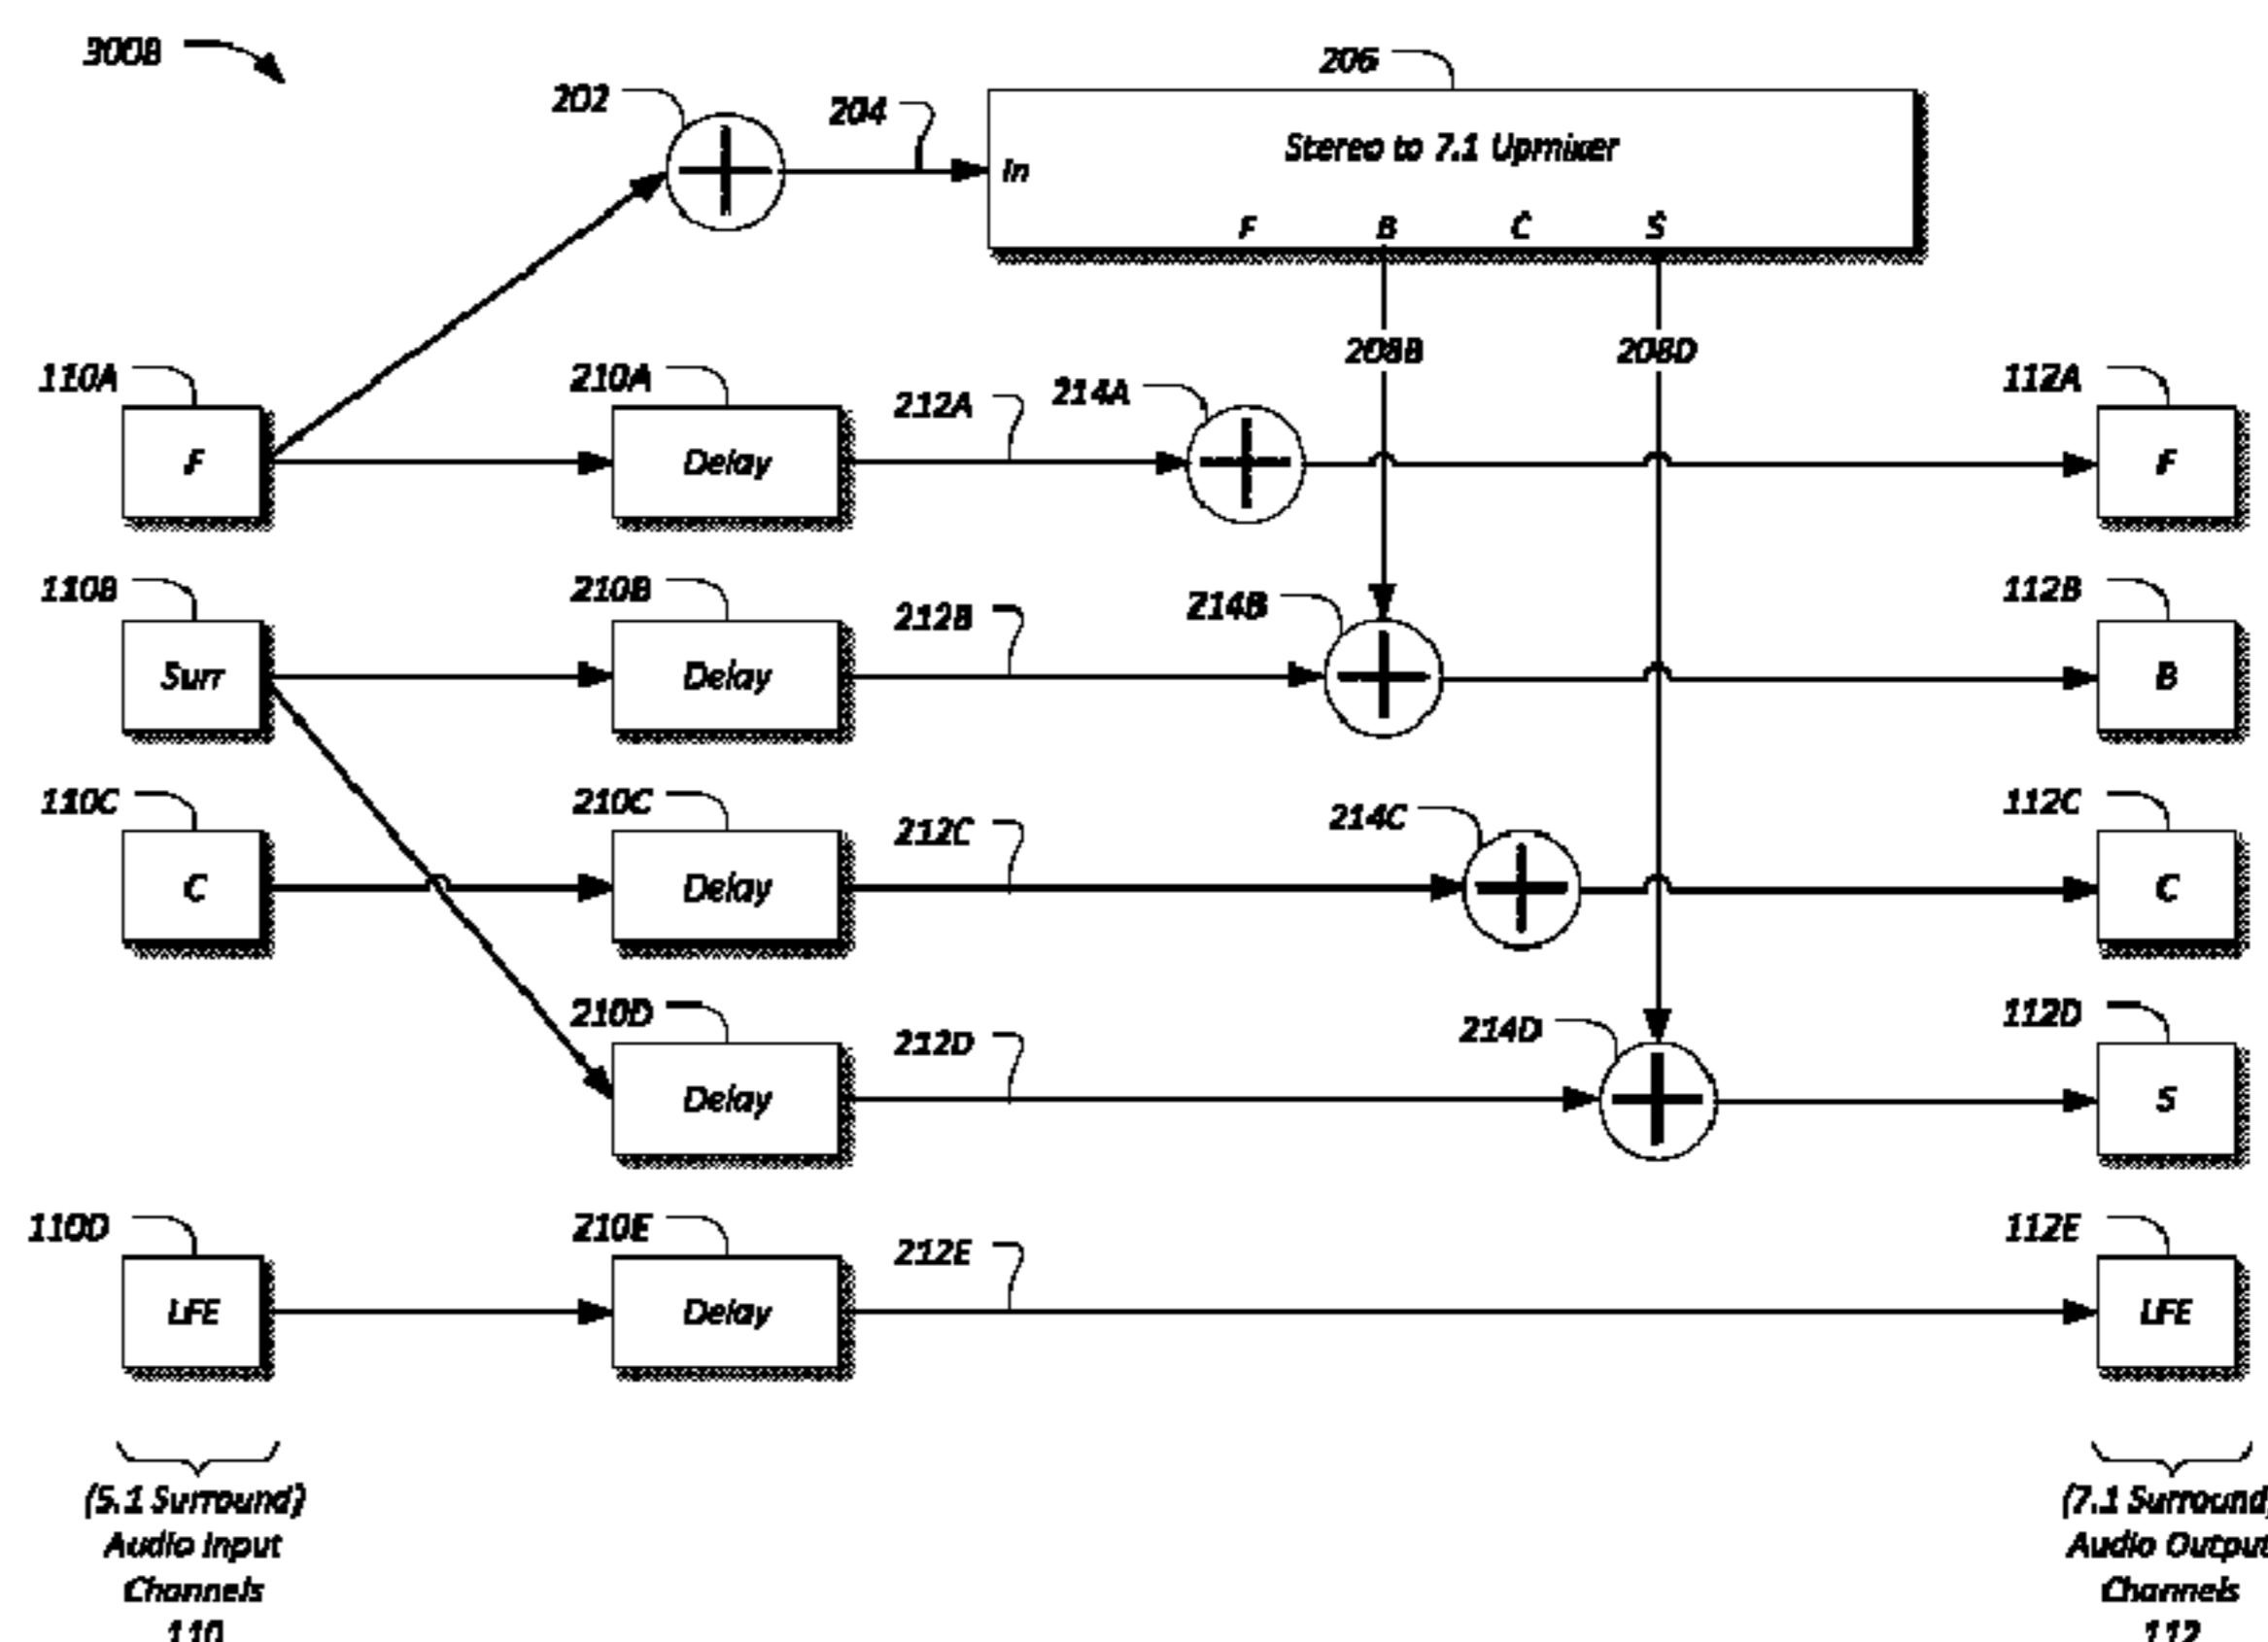 300B
206
202
204
Stereo to 7.1 Upmixer
In
F B C S
208B 208D
110A 210A 212A 214A 112A
F Delay F
110B 210B 212B 214B 112B
Surr Delay B
110C 210C 212C 214C 112C
C Delay C
210D 212D 214D 112D
Delay S
110D 210E 212E 112E
LFE Delay LFE
(5.1 Surround) (7.1 Surround)
Audio Input Audio Output
Channels Channels
110 112